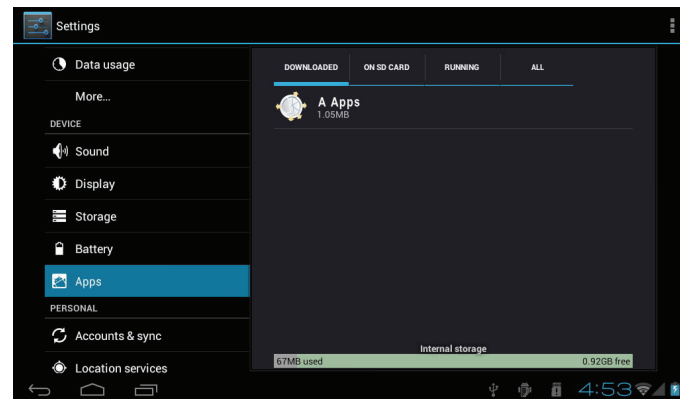 Settings
Data usage
More...
DEVICE
Sound
Display
Storage
Battery
Apps
PERSONAL
Accounts & sync
Location services
DOWNLOADED ON SD CARD RUNNING ALL
A Apps
1.05MB
Internal storage
67MB used 0.92GB free
4:53